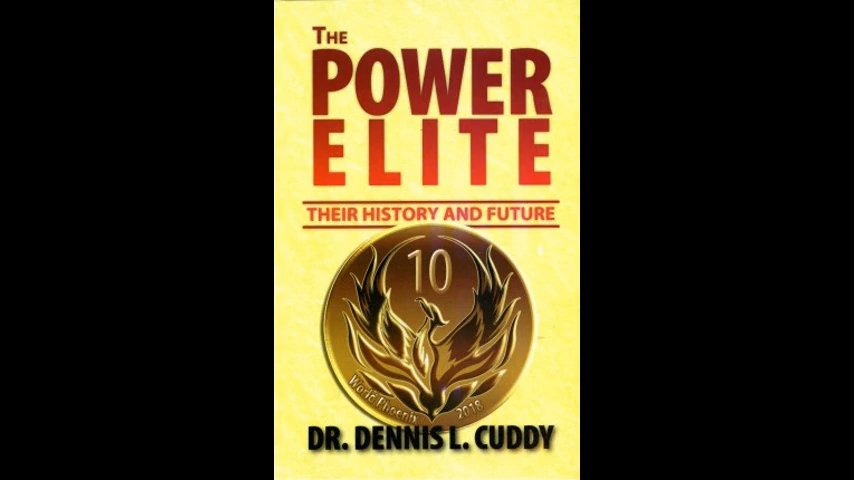 THE
POWER
ELITE
THEIR HISTORY AND FUTURE
10
World Phoenix
2018
DR. DENNIS L. CUDDY